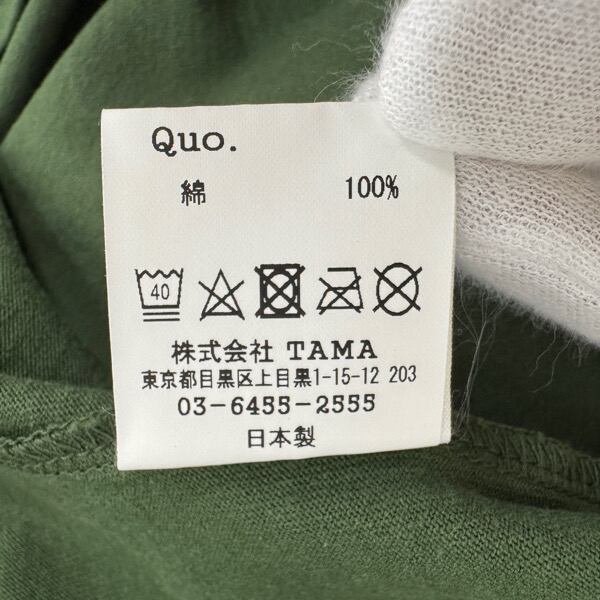 Quo.
綿 100%
40
株式会社 TAMA
東京都目黒区上目黒1-15-12 203
03-6455-2555
日本製